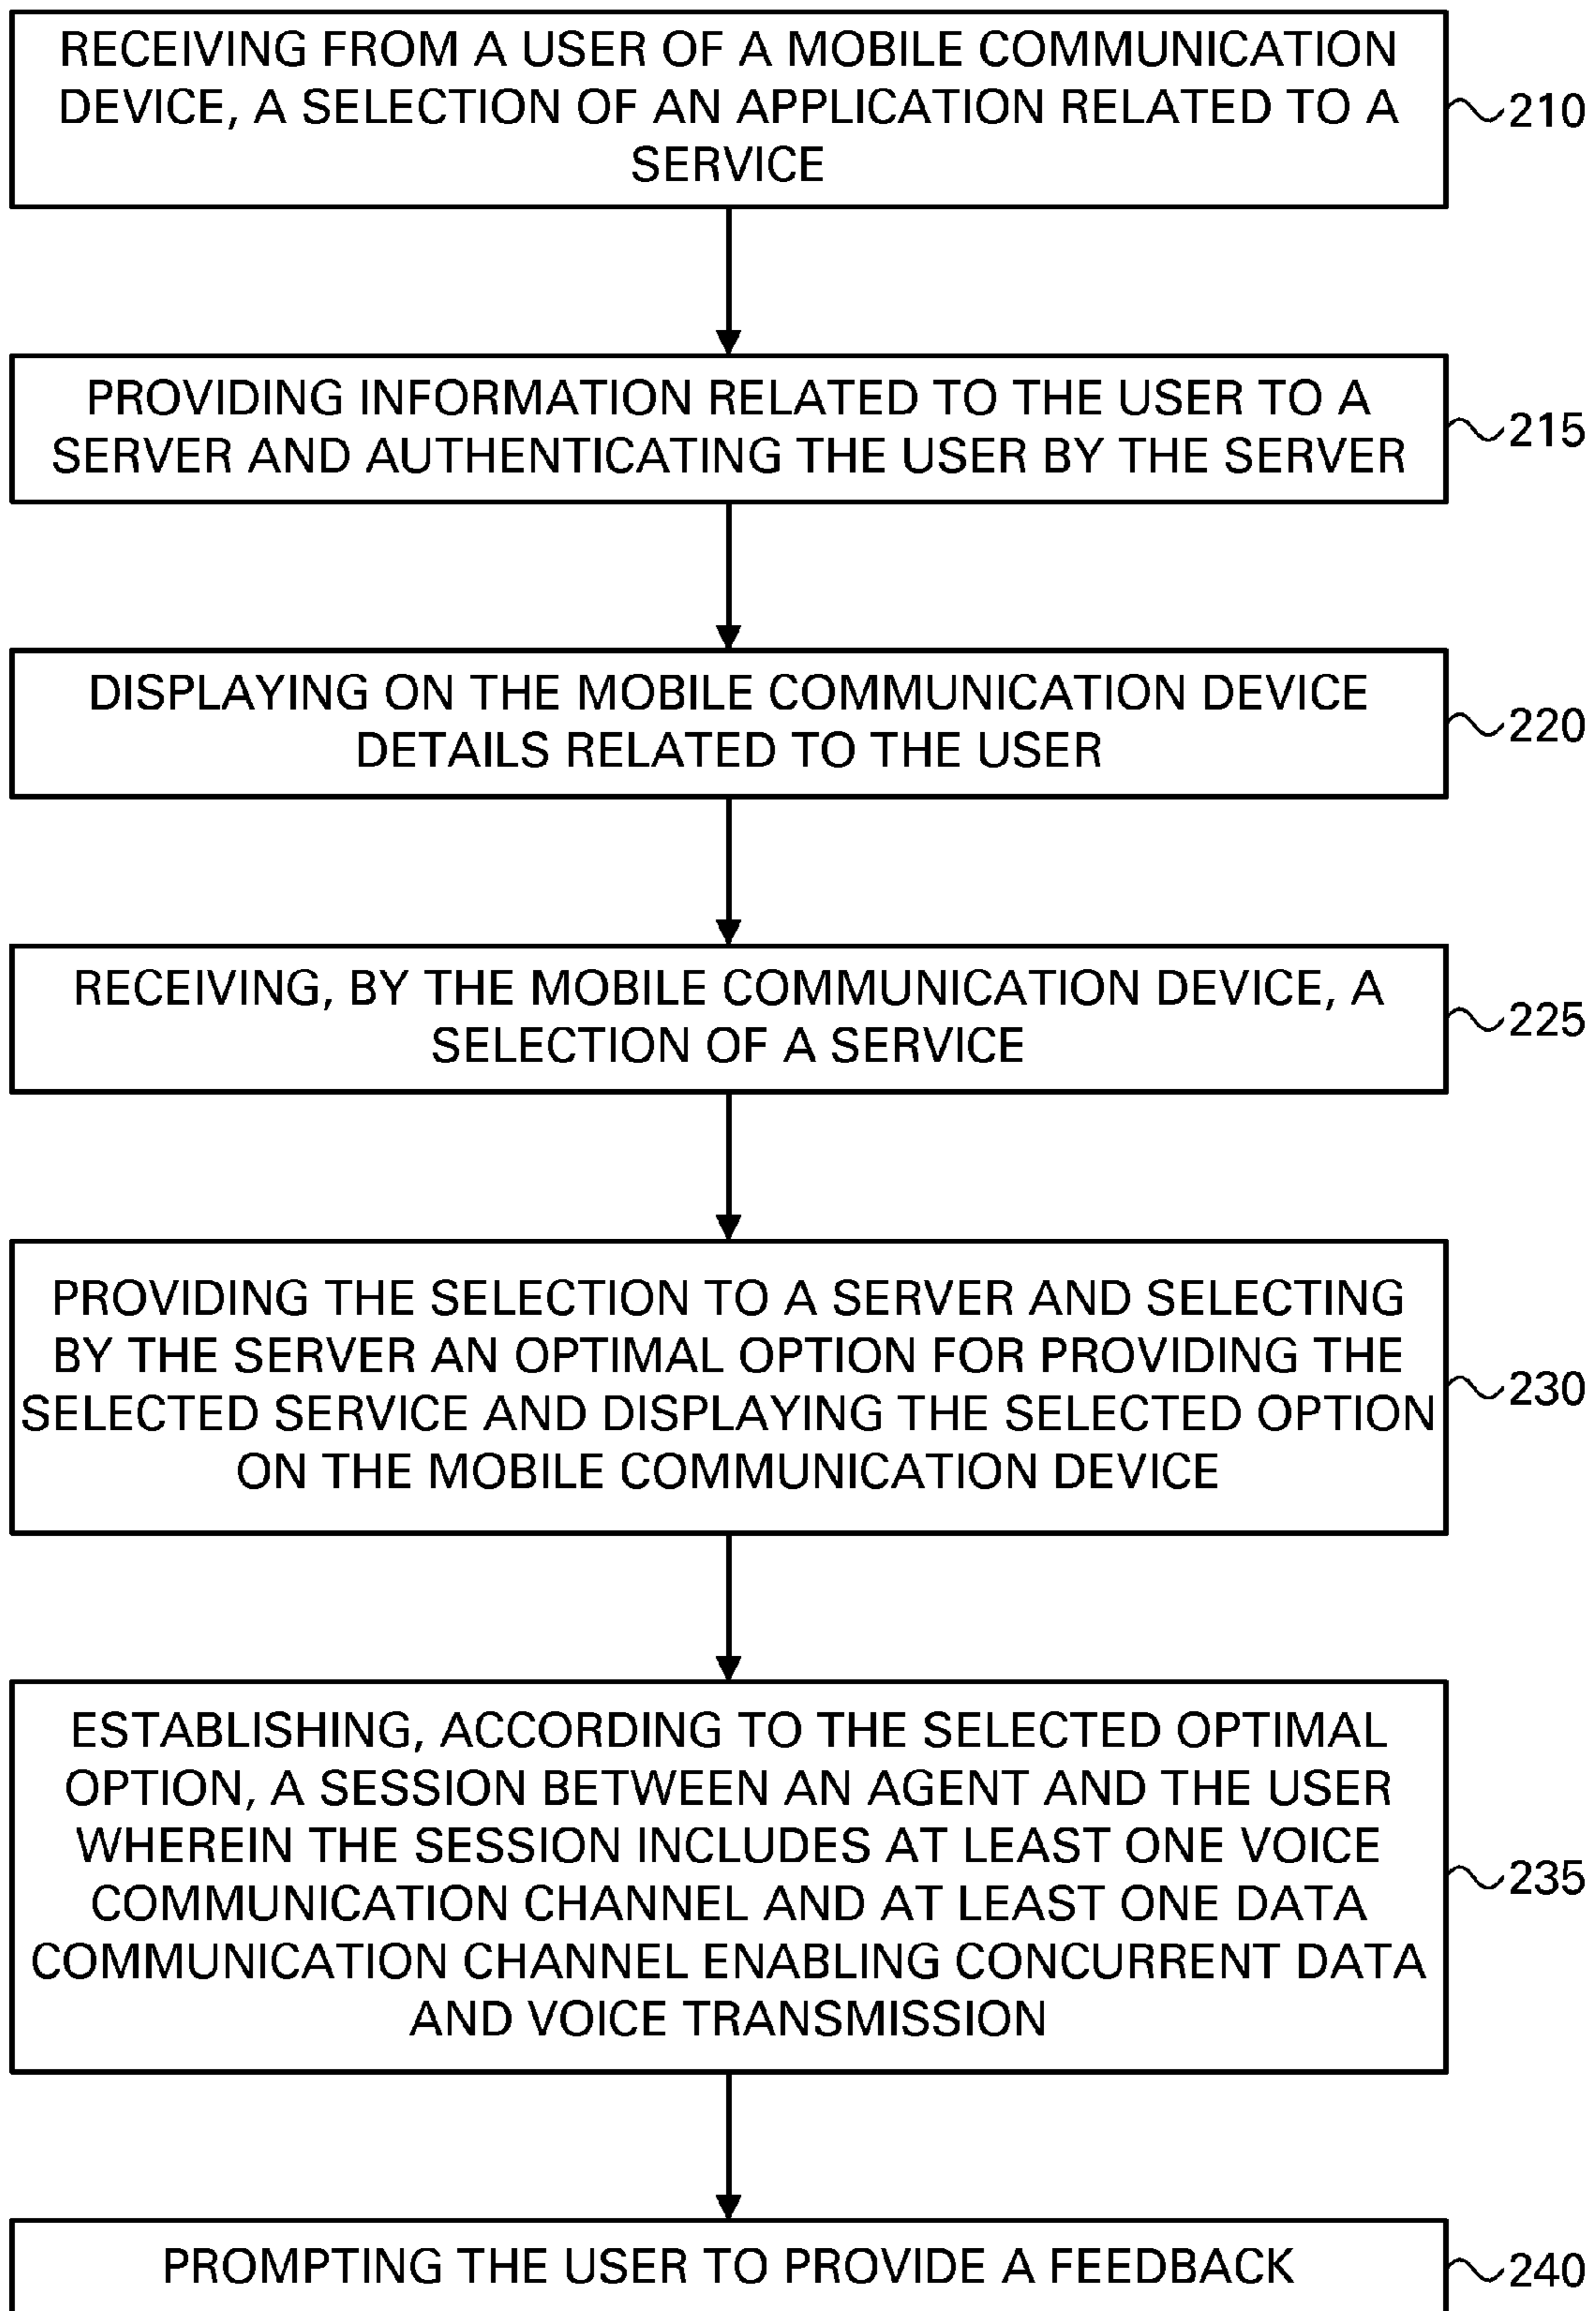 RECEIVING FROM A USER OF A MOBILE COMMUNICATION
DEVICE, A SELECTION OF AN APPLICATION RELATED TO A
SERVICE
210
PROVIDING INFORMATION RELATED TO THE USER TO A
SERVER AND AUTHENTICATING THE USER BY THE SERVER
215
DISPLAYING ON THE MOBILE COMMUNICATION DEVICE
DETAILS RELATED TO THE USER
220
RECEIVING, BY THE MOBILE COMMUNICATION DEVICE, A
SELECTION OF A SERVICE
225
PROVIDING THE SELECTION TO A SERVER AND SELECTING
BY THE SERVER AN OPTIMAL OPTION FOR PROVIDING THE
SELECTED SERVICE AND DISPLAYING THE SELECTED OPTION
ON THE MOBILE COMMUNICATION DEVICE
230
ESTABLISHING, ACCORDING TO THE SELECTED OPTIMAL
OPTION, A SESSION BETWEEN AN AGENT AND THE USER
WHEREIN THE SESSION INCLUDES AT LEAST ONE VOICE
COMMUNICATION CHANNEL AND AT LEAST ONE DATA
COMMUNICATION CHANNEL ENABLING CONCURRENT DATA
AND VOICE TRANSMISSION
235
PROMPTING THE USER TO PROVIDE A FEEDBACK
240